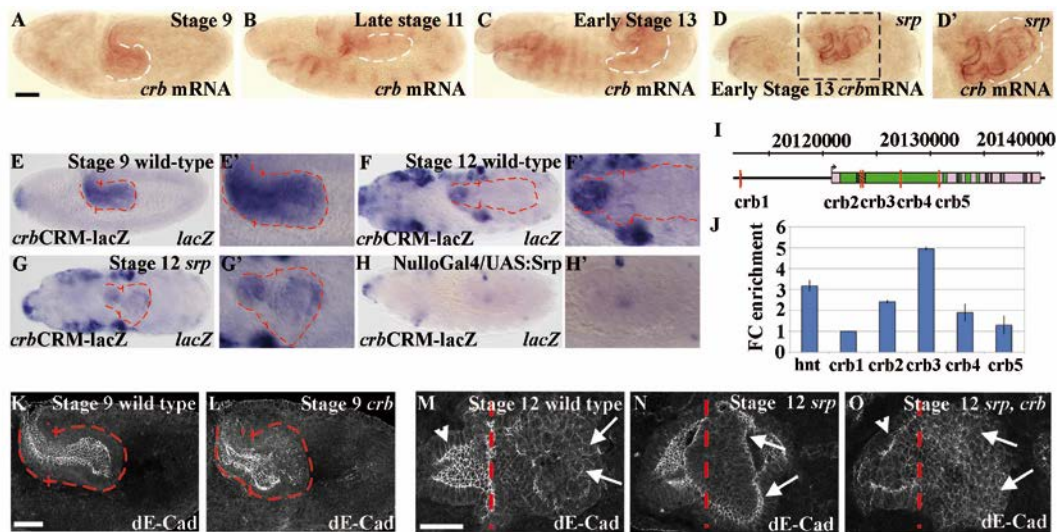 A Stage 9
crb mRNA
B Late stage 11
crb mRNA
C Early Stage 13
crb mRNA
D srp
Early Stage 13 crbmRNA
D' srp
crb mRNA
E Stage 9 wild-type
crbCRM-lacZ lacZ
E'
F Stage 12 wild-type
crbCRM-lacZ lacZ
F'
G Stage 12 srp
crbCRM-lacZ lacZ
G'
H NulloGal4/UAS:Srp
crbCRM-lacZ lacZ
H'
I
20120000 20130000 20140000
crb1 crb2 crb3 crb4 crb5
J
FC enrichment
6
5
4
3
2
1
0
hnt crb1 crb2 crb3 crb4 crb5
K Stage 9 wild type
dE-Cad
L Stage 9 crb
dE-Cad
M Stage 12 wild type
dE-Cad
N Stage 12 srp
dE-Cad
O Stage 12 srp, crb
dE-Cad